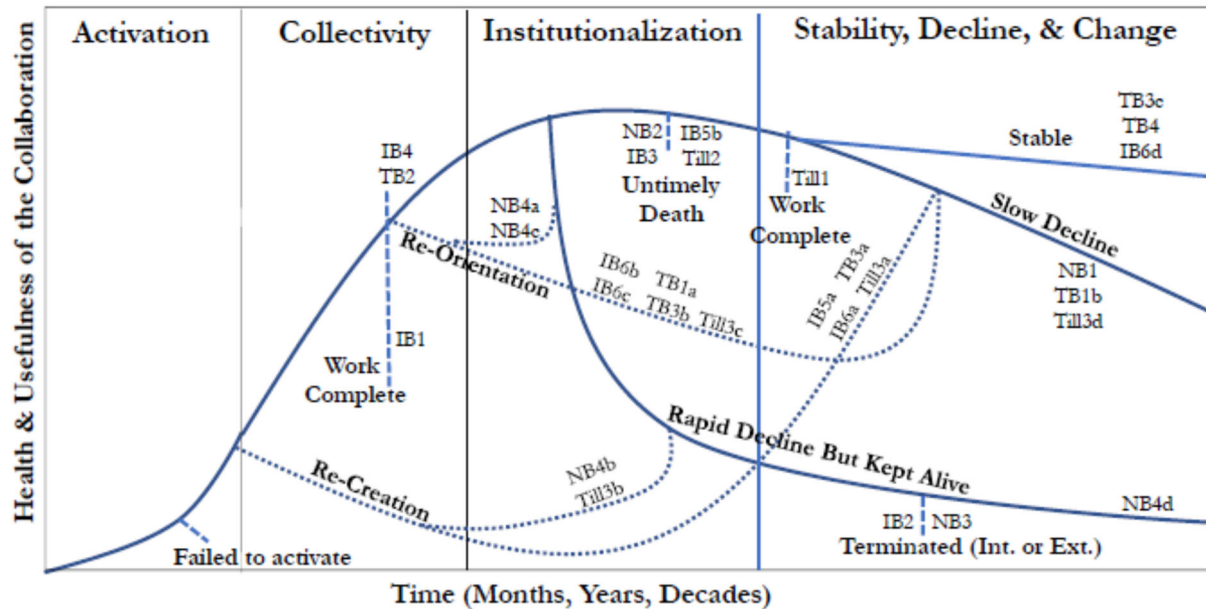 Activation
Collectivity
Institutionalization
Stability, Decline, & Change
Health & Usefulness of the Collaboration
IB4
TB2
NB2
IB3
IB5b
Till2
Untimely
Death
Till1
Work
Complete
Stable
TB3e
TB4
IB6d
NB4a
NB4c
Re-Orientation
IB6b TB1a
IB6c TB3b Till3c
IB5a TB3a
IB6a Till3a
Slow Decline
NB1
TB1b
Till3d
IB1
Work
Complete
Rapid Decline But Kept Alive
Re-Creation
NB4b
Till3b
NB4d
IB2
NB3
Terminated (Int. or Ext.)
Failed to activate
Time (Months, Years, Decades)